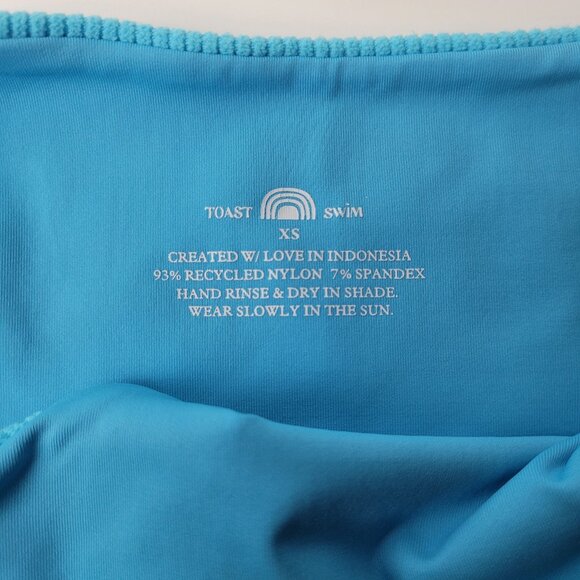 TOAST SWiM
XS
CREATED W/ LOVE IN INDONESIA
93% RECYCLED NYLON 7% SPANDEX
HAND RINSE & DRY IN SHADE.
WEAR SLOWLY IN THE SUN.